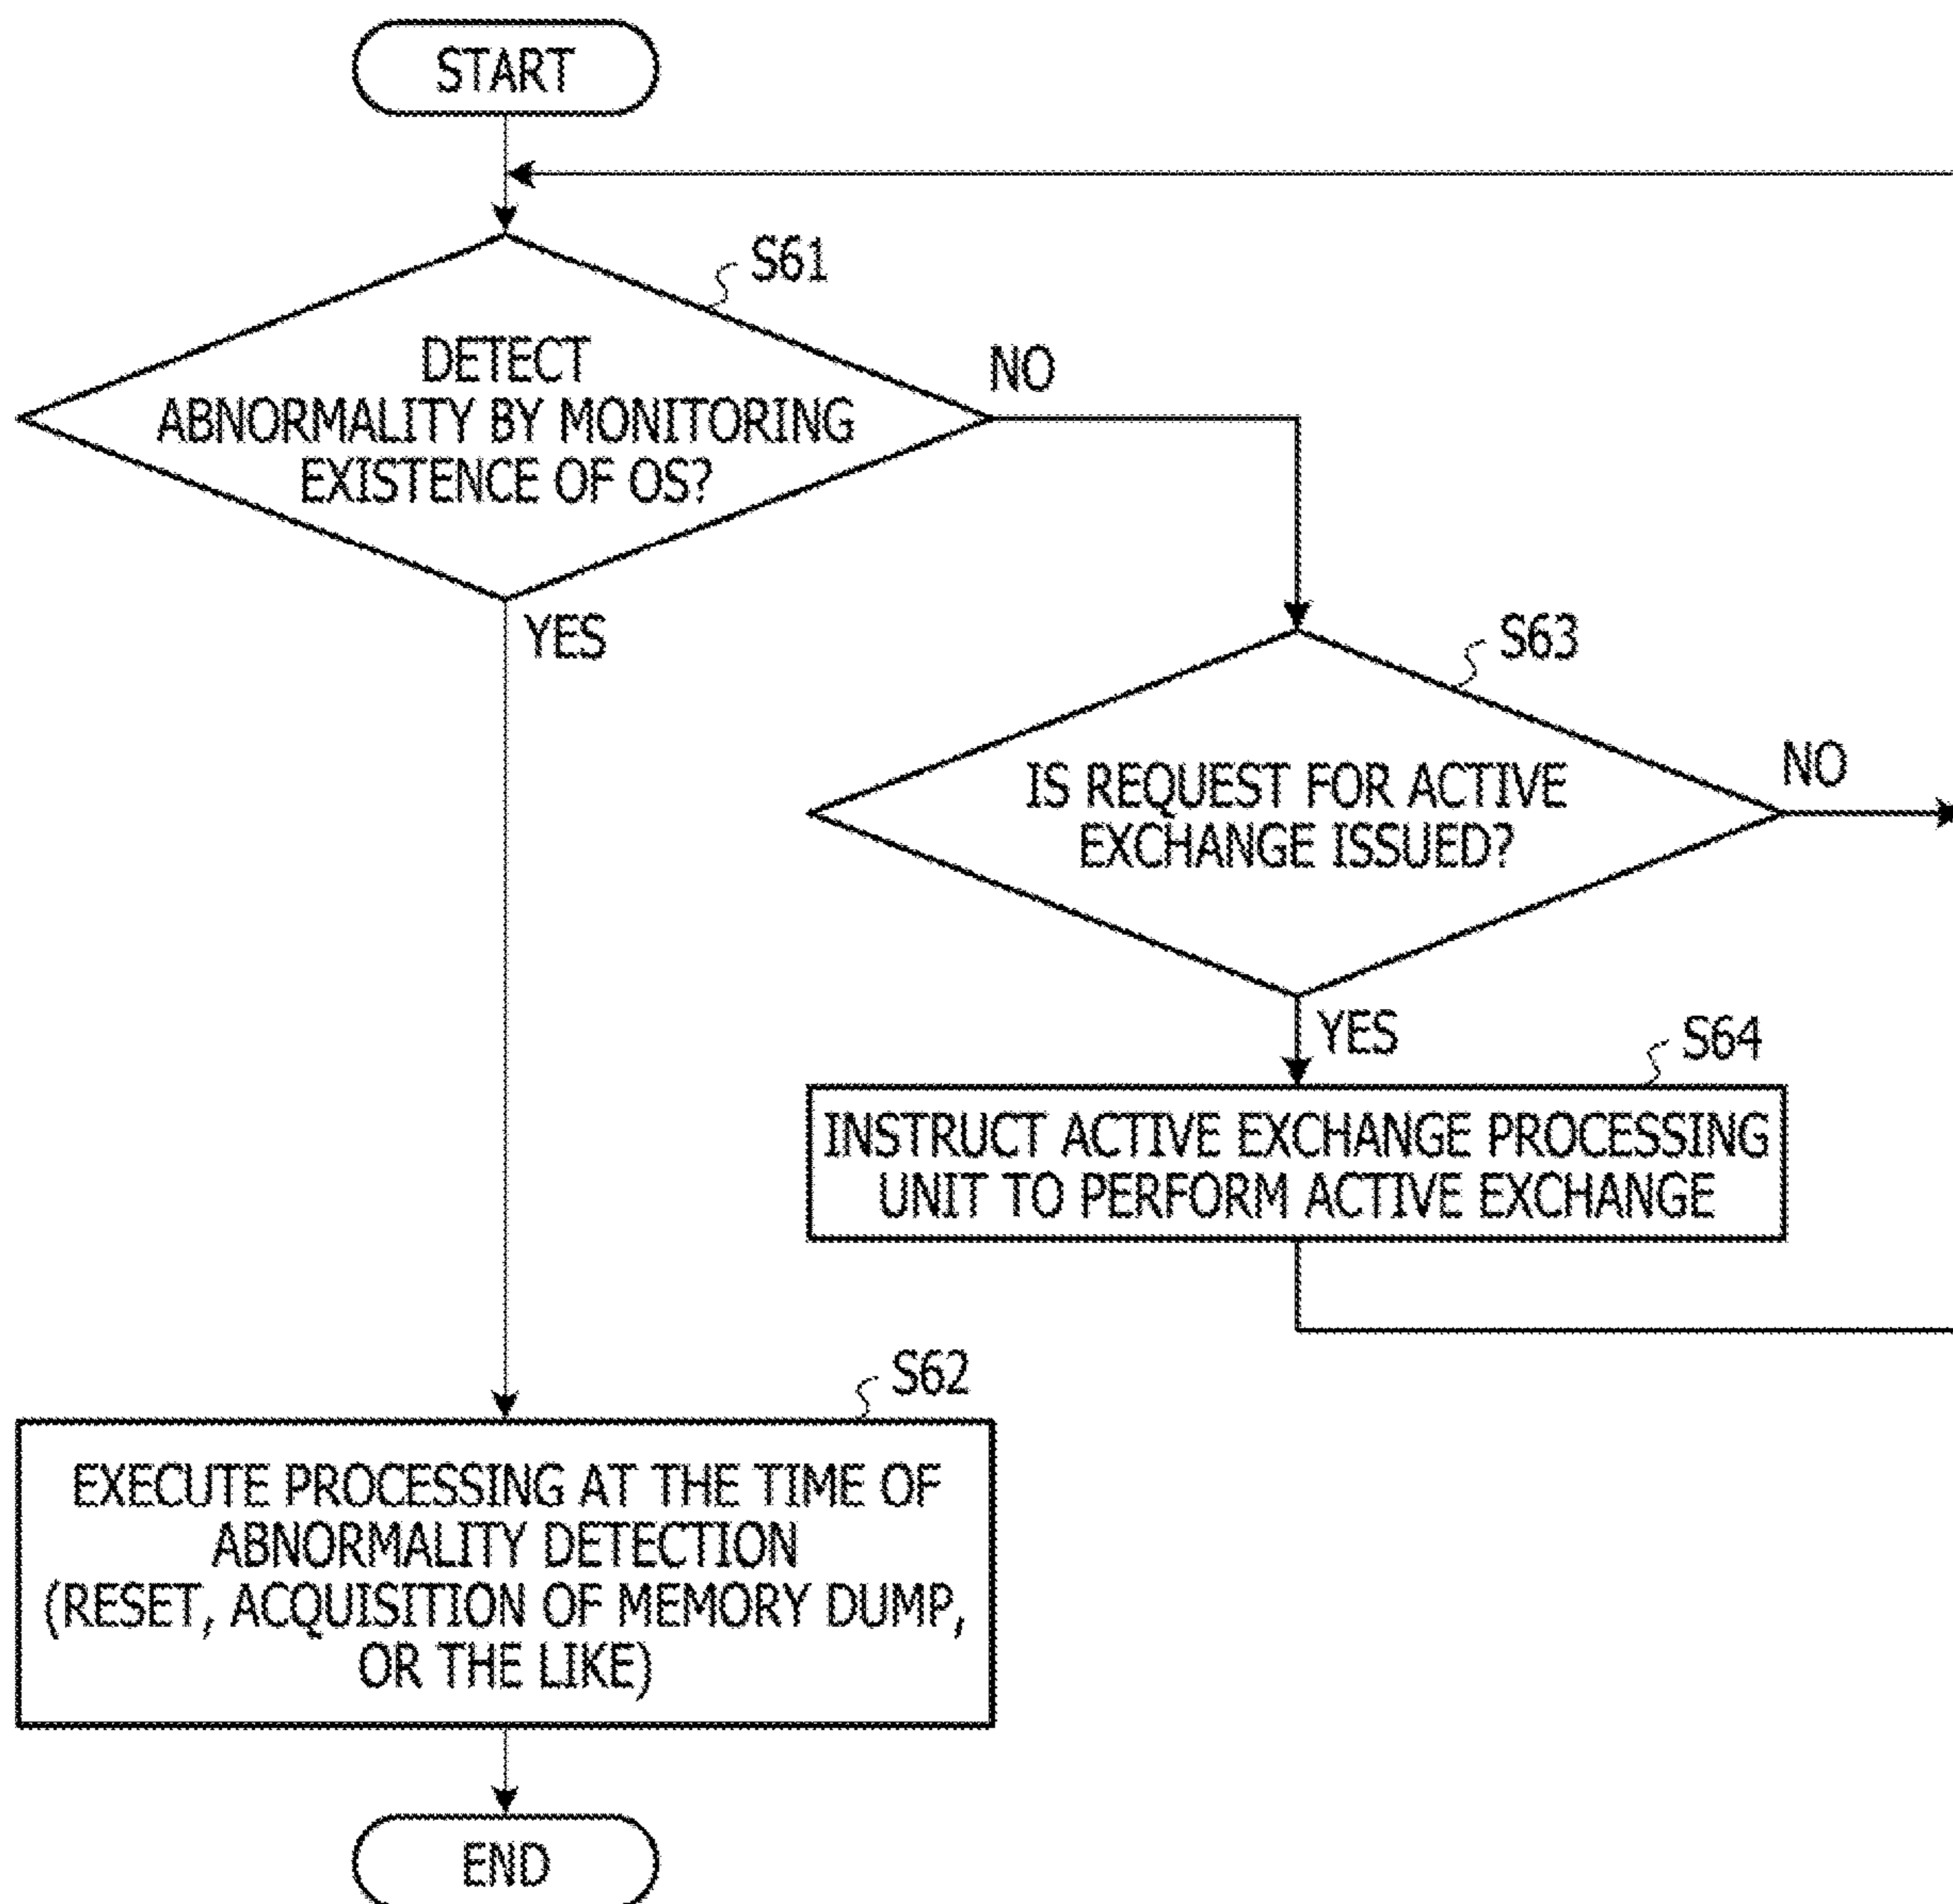 START
S61
DETECT
ABNORMALITY BY MONITORING
EXISTENCE OF OS?
NO
YES
S63
IS REQUEST FOR ACTIVE
EXCHANGE ISSUED?
NO
YES
S64
INSTRUCT ACTIVE EXCHANGE PROCESSING
UNIT TO PERFORM ACTIVE EXCHANGE
S62
EXECUTE PROCESSING AT THE TIME OF
ABNORMALITY DETECTION
(RESET, ACQUISITION OF MEMORY DUMP,
OR THE LIKE)
END